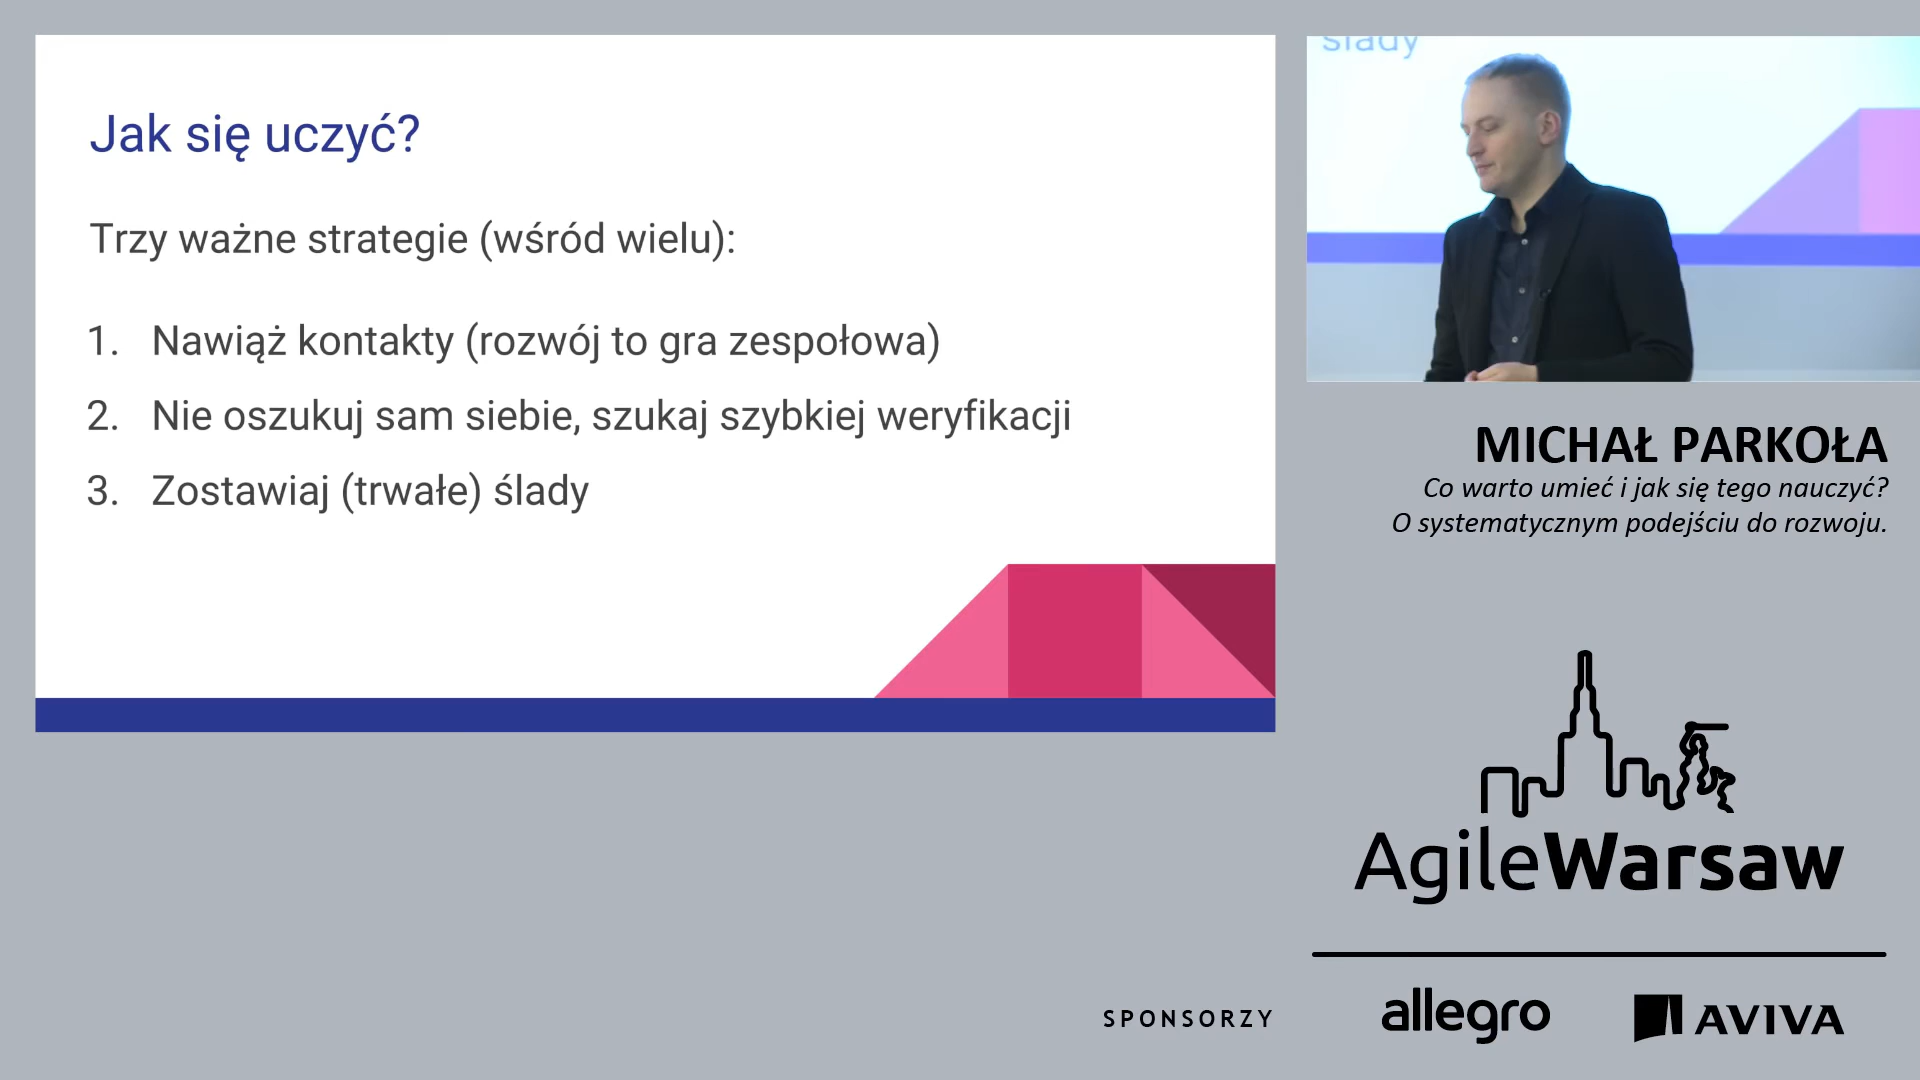 Jak się uczyć?
Trzy ważne strategie (wśród wielu):
1. Nawiąż kontakty (rozwój to gra zespołowa)
2. Nie oszukuj sam siebie, szukaj szybkiej weryfikacji
3. Zostawiaj (trwałe) ślady
ślady
MICHAŁ PARKOŁA
Co warto umieć i jak się tego nauczyć?
O systematycznym podejściu do rozwoju.
AgileWarsaw
SPONSORZY
allegro
AVIVA